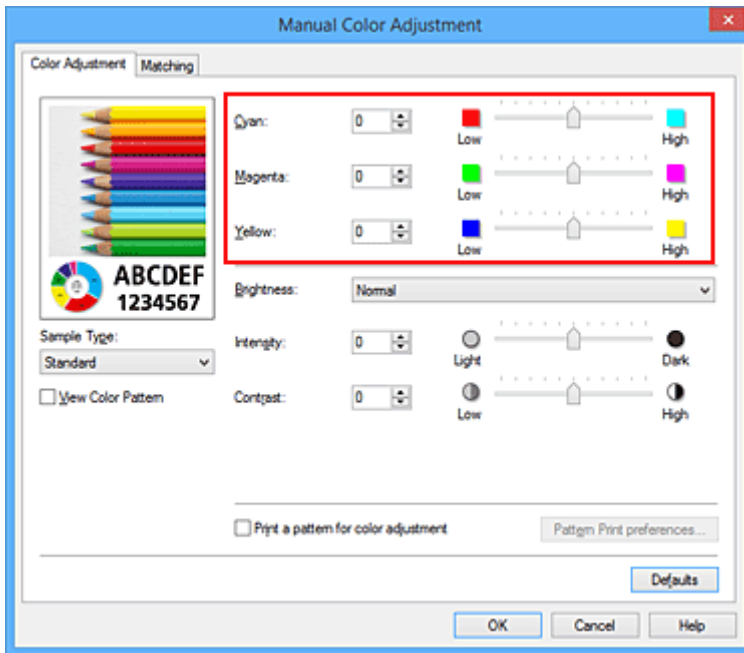 Manual Color Adjustment
Color Adjustment Matching
Cyan: 0 Low High
Magenta: 0 Low High
Yellow: 0 Low High
ABCDEF
1234567
Sample Type:
Standard
View Color Pattern
Brightness: Normal
Intensity: 0 Light Dark
Contrast: 0 Low High
Print a pattern for color adjustment Pattern Print preferences...
Defaults
OK Cancel Help